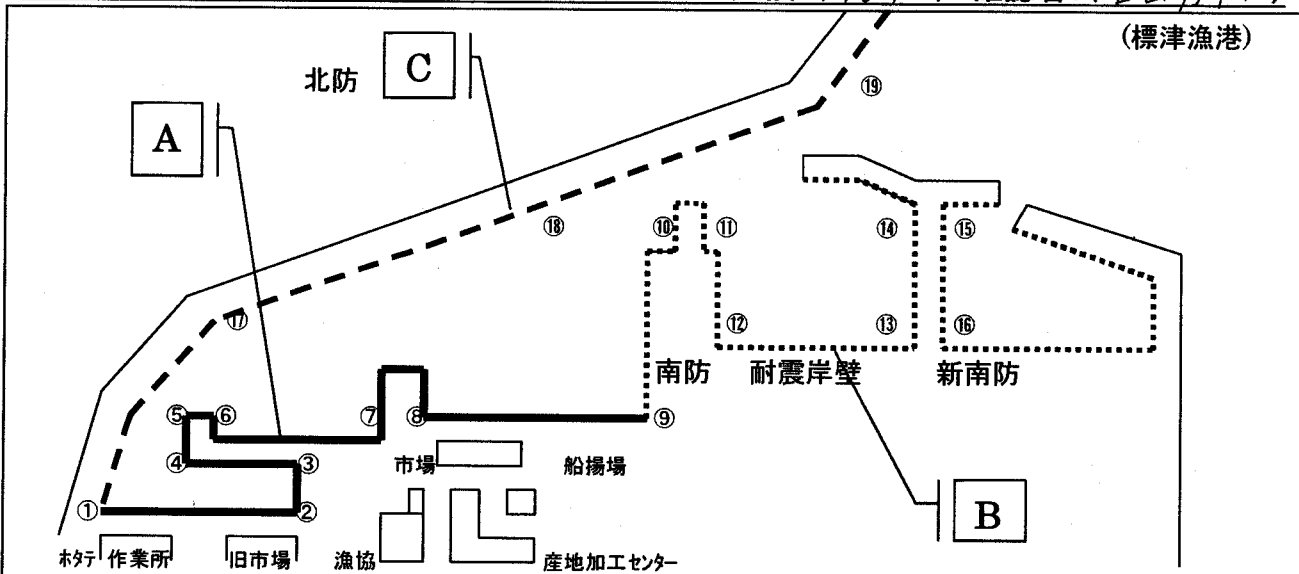 (標津漁港)
北防
C
A
⑲
⑱
⑩
⑪
⑭
⑮
⑰
⑫
⑬
⑯
南防
耐震岸壁
新南防
⑤
⑥
⑦
⑧
⑨
④
③
市場
船揚場
①
②
B
ホタテ
作業所
旧市場
漁協
産地加工センター